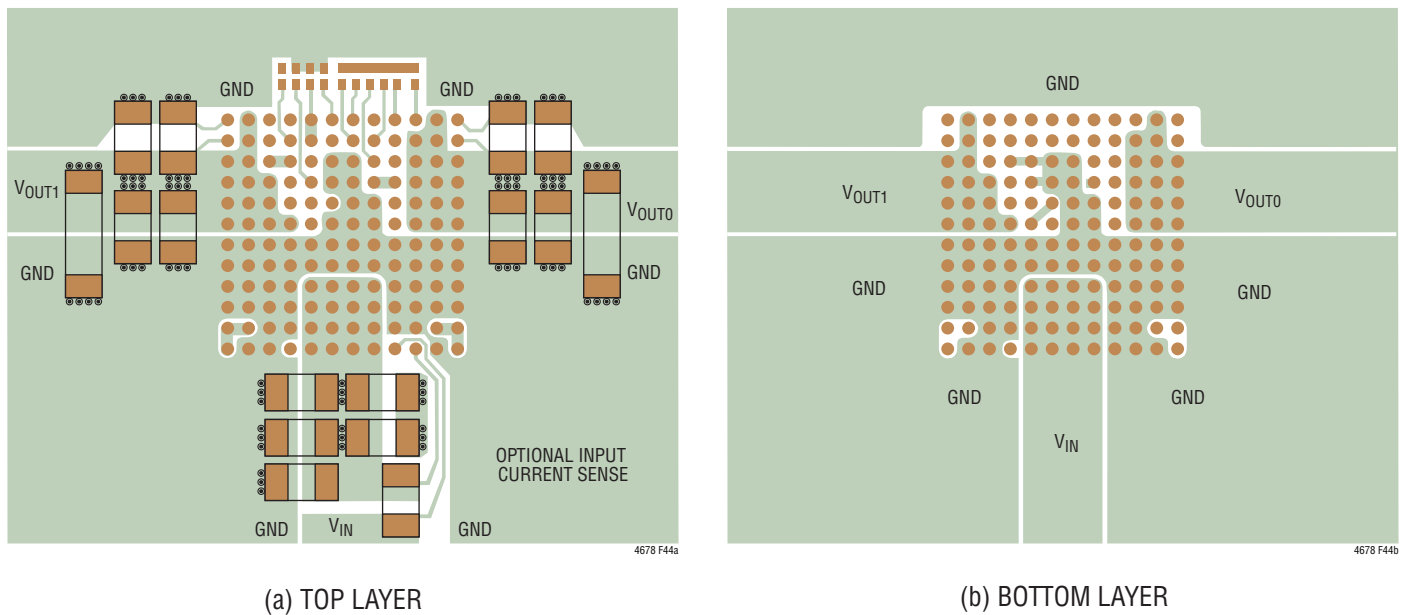 GND
GND
VOUT1
VOUT0
GND
GND
OPTIONAL INPUT
CURRENT SENSE
GND
VIN
GND
4678 F44a
(a) TOP LAYER
GND
VOUT1
VOUT0
GND
GND
GND
GND
VIN
4678 F44b
(b) BOTTOM LAYER